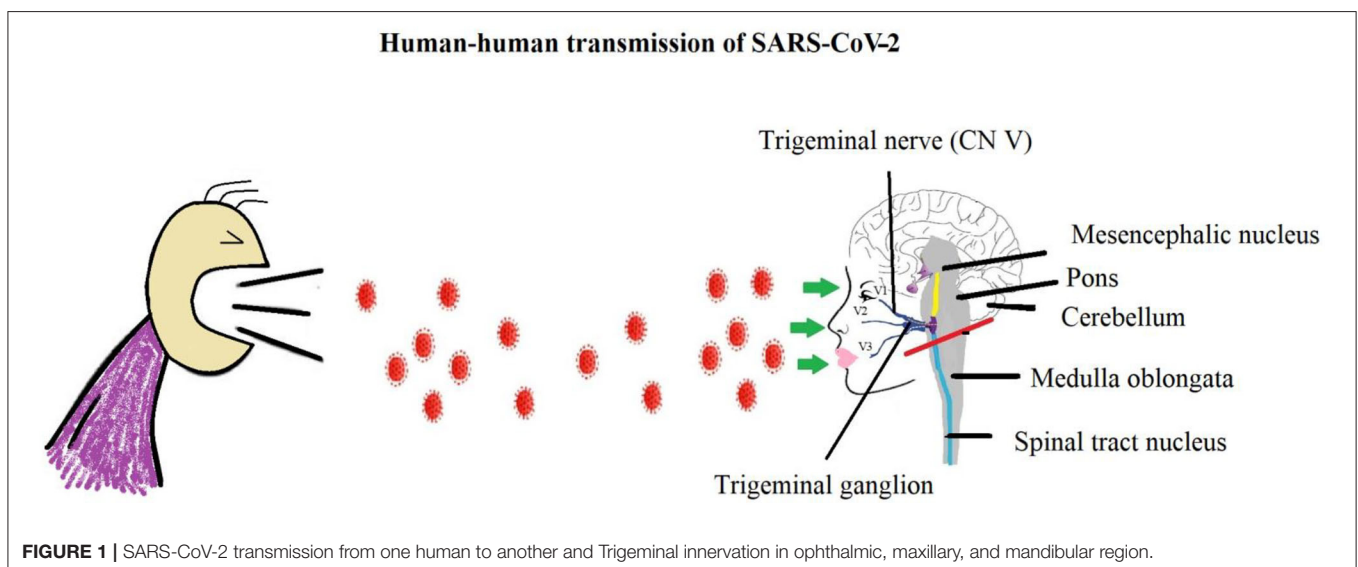 Human-human transmission of SARS-CoV-2
Trigeminal nerve (CN V)
Mesencephalic nucleus
Pons
Cerebellum
V1
V2
V3
Medulla oblongata
Spinal tract nucleus
Trigeminal ganglion
FIGURE 1 | SARS-CoV-2 transmission from one human to another and Trigeminal innervation in ophthalmic, maxillary, and mandibular region.